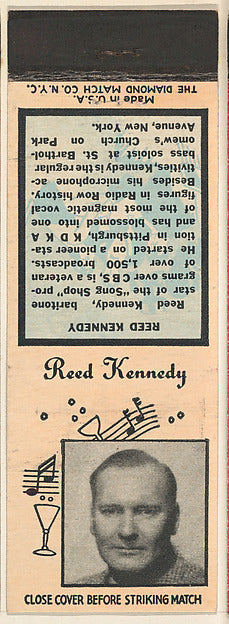 REED KENNEDY
Reed Kennedy, baritone
star of the "Song Shop" pro-
grams over CBS, is a veteran
of over 1,500 broadcasts.
He started on a pioneer sta-
tion in Pittsburgh, K D K A
and has blossomed into one
of the most magnetic vocal
figures in Radio Row history.
Besides his microphone ac-
tivities, Kennedy is the regular
bass soloist at St. Barthol-
omew's Church on Park
Avenue, New York.
Made in U.S.A.
THE DIAMOND MATCH CO. N.Y.C.
Reed Kennedy
CLOSE COVER BEFORE STRIKING MATCH